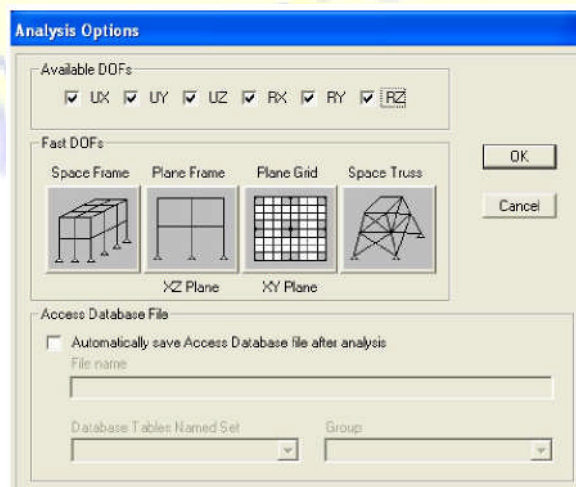 Analysis Options
Available DOFs
UX UY UZ RX RY RZ
Fast DOFs
Space Frame Plane Frame Plane Grid Space Truss
XZ Plane XY Plane
OK
Cancel
Access Database File
Automatically save Access Database file after analysis
File name
Database Tables Named Set Group